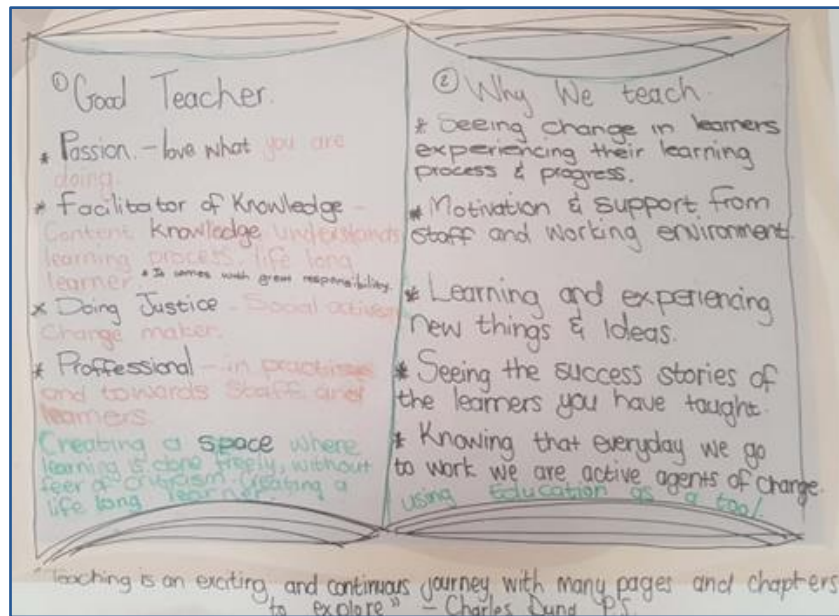 ① Good Teacher.
* Passion. - love what you are
doing.
* Facilitator of Knowledge -
Content knowledge understands
learning process, life long
learner. * It comes with great responsibility.
x Doing Justice - Social activism
Change maker.
* Proffessional - in practise
and towards staff and
learners.
Creating a space where
learning is done freely, without
feer of criticism. Creating a
life long learner.
② Why We teach
* Seeing change in learners
experiencing their learning
process & progress.
* Motivation & support from
staff and working environment.
* Learning and experiencing
new things & Ideas.
* Seeing the success stories of
the learners you have taught.
* Knowing that everyday we go
to work we are active agents of change.
using Education as a tool
"Teaching is an exciting and continuous journey with many pages and chapters
to explore" - Charles Dund P.S.